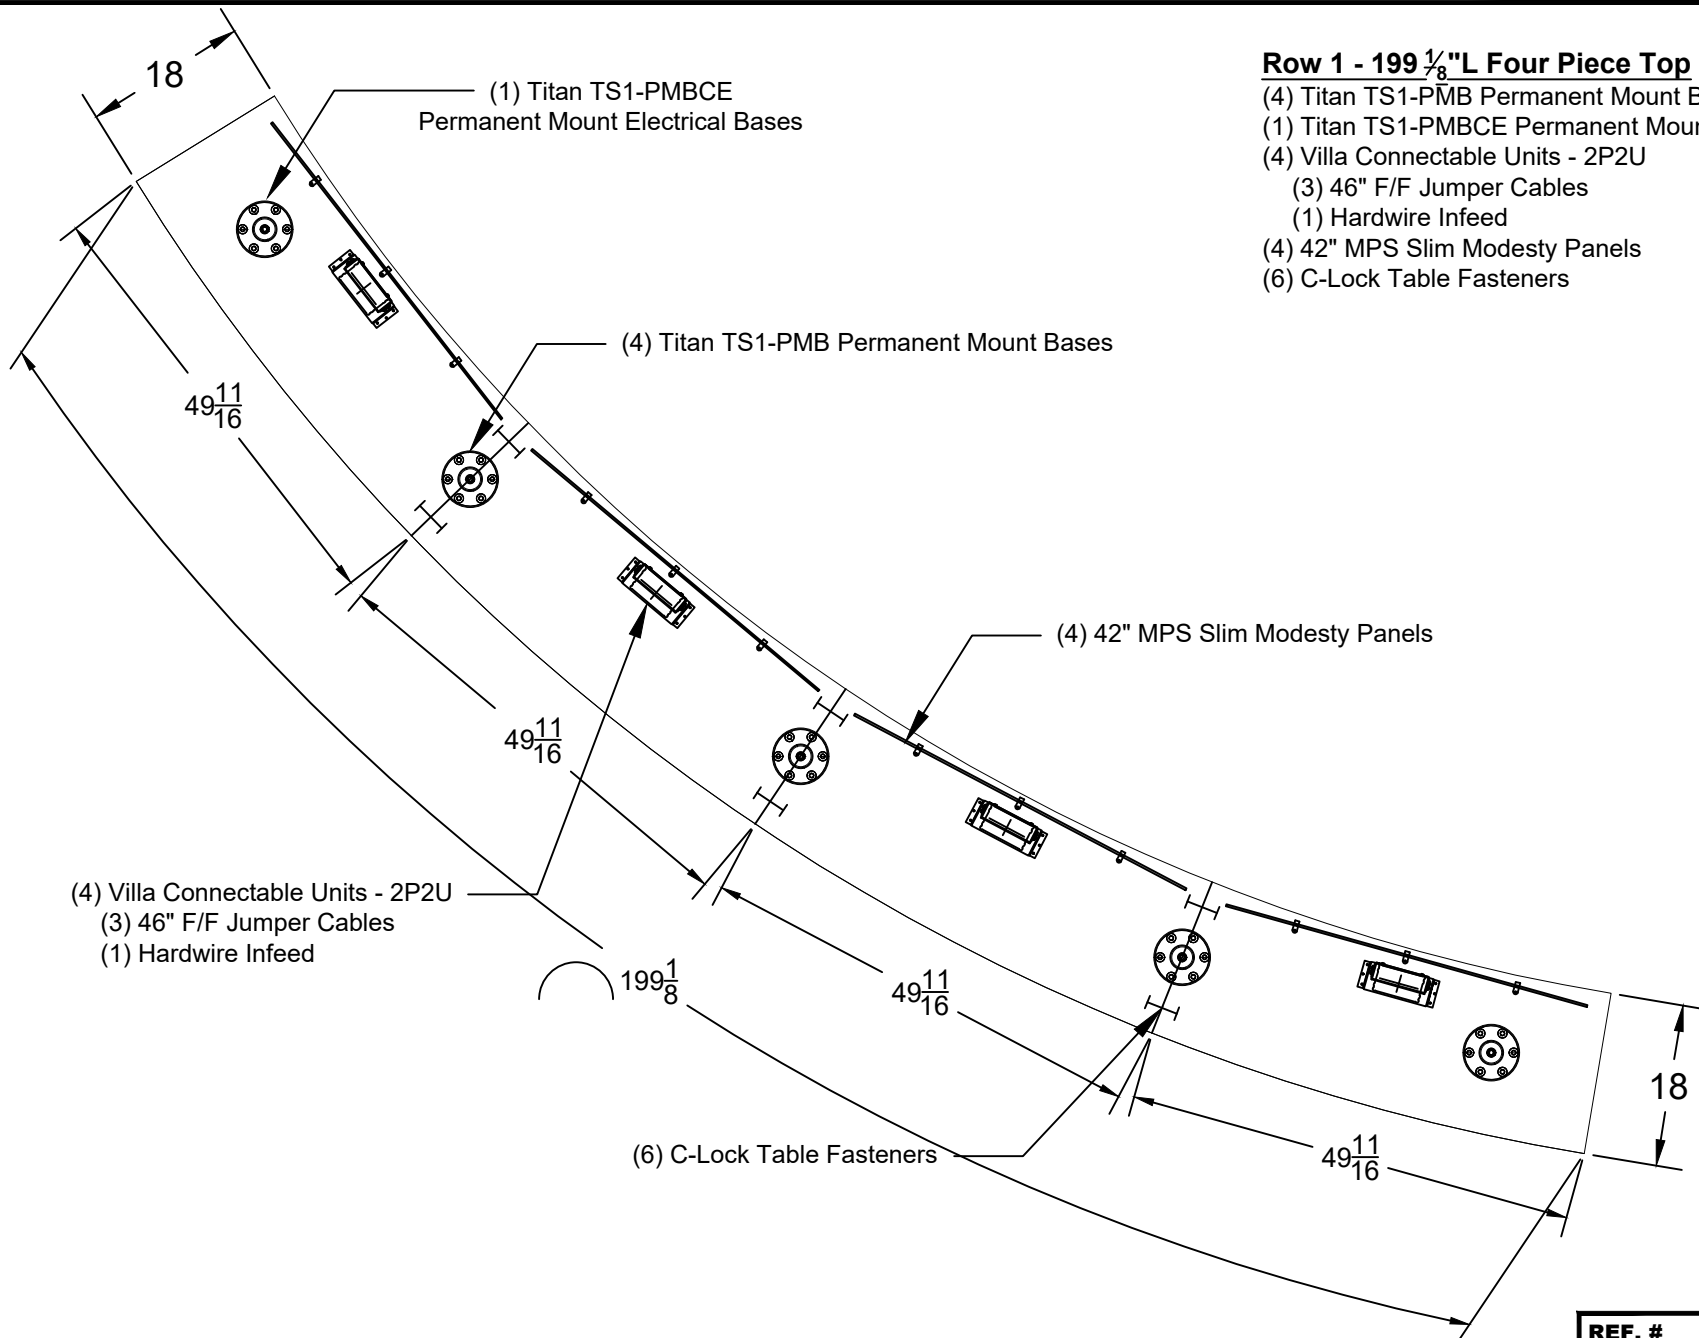 Row 1 - 199 ⅛"L Four Piece Top
(4) Titan TS1-PMB Permanent Mount
(1) Titan TS1-PMBCE Permanent
(4) Villa Connectable Units - 2P2U
(3) 46" F/F Jumper Cables
(1) Hardwire Infeed
(4) 42" MPS Slim Modesty Panels
(6) C-Lock Table Fasteners
18
(1) Titan TS1-PMBCE
Permanent Mount Electrical Bases
(4) Titan TS1-PMB Permanent Mount Bases
49 11/16
(4) 42" MPS Slim Modesty Panels
49 11/16
(4) Villa Connectable Units - 2P2U
(3) 46" F/F Jumper Cables
(1) Hardwire Infeed
199 1/8
49 11/16
18
(6) C-Lock Table Fasteners
49 11/16
REF. #